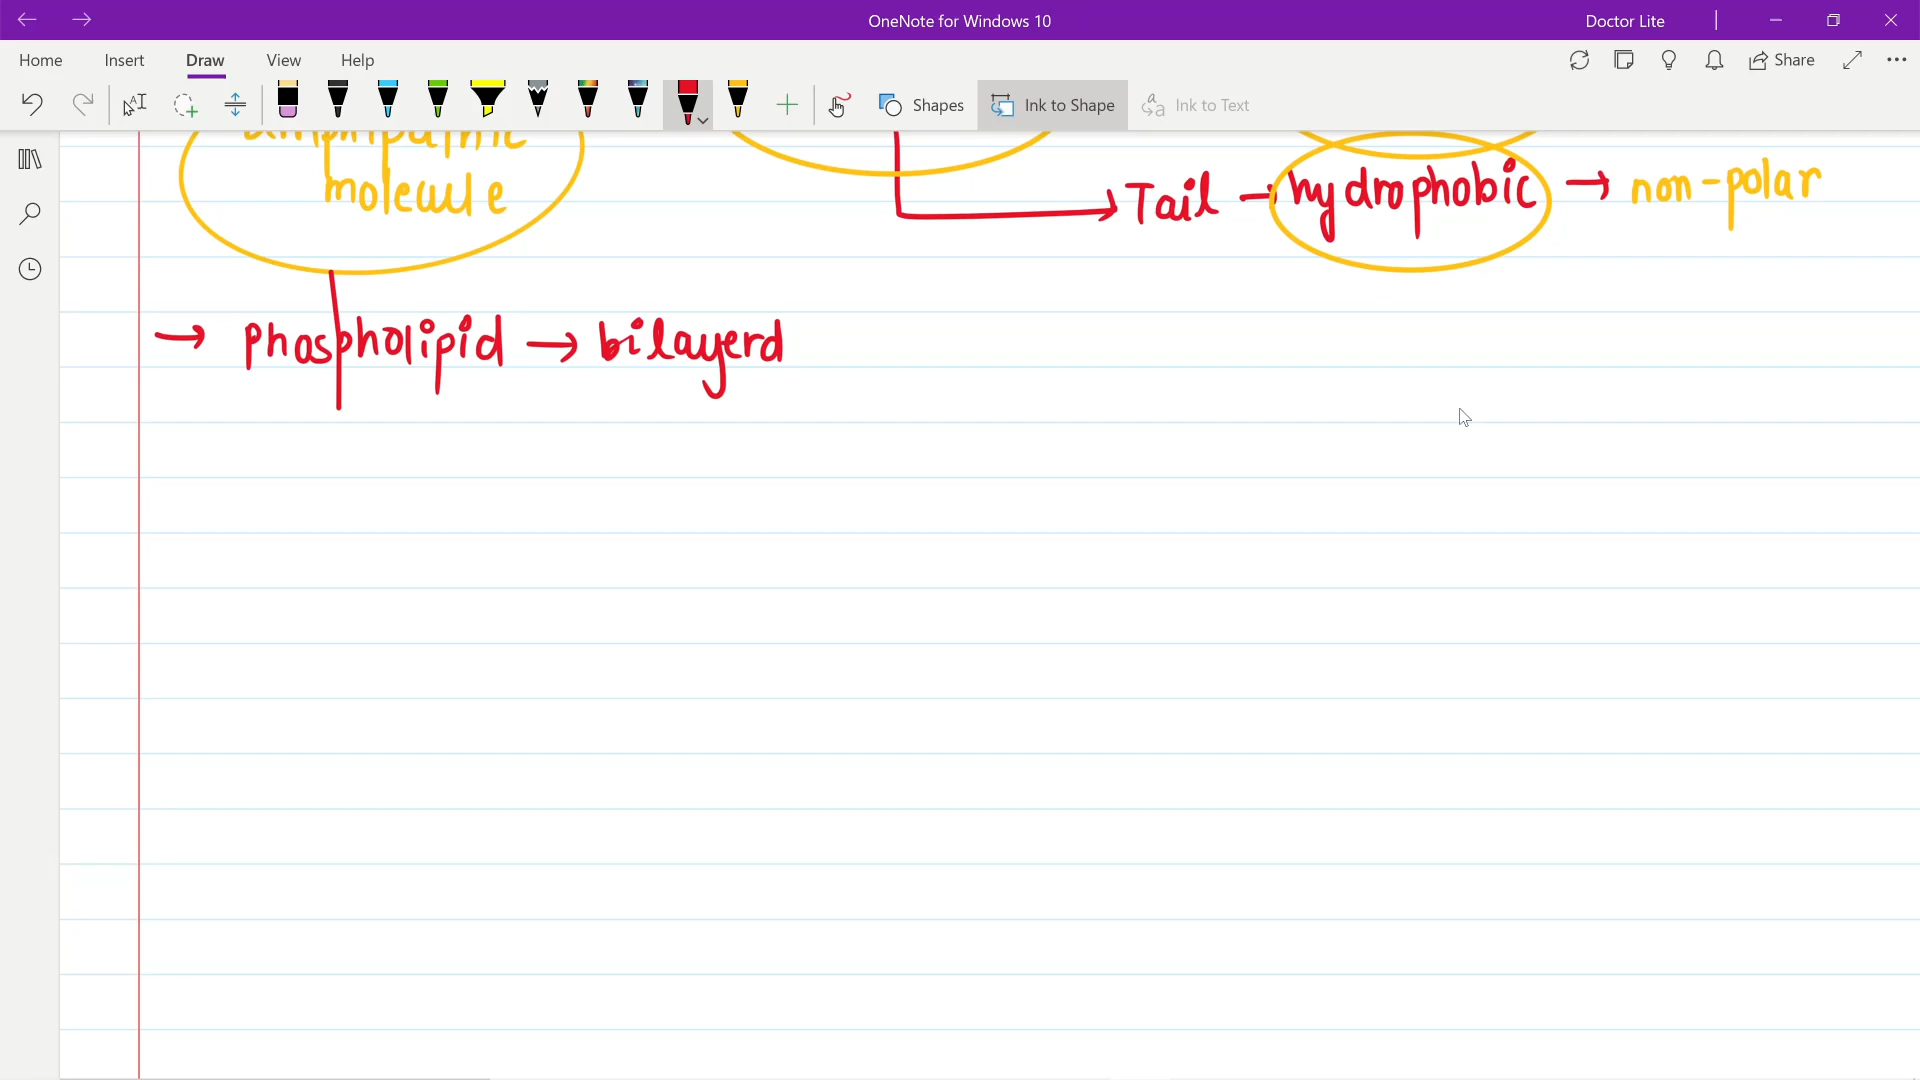 OneNote for Windows 10
Doctor Lite
Home Insert Draw View Help
Share
Shapes Ink to Shape Ink to Text
amphipathic
molecule
Tail → hydrophobic → non-polar
→ phospholipid → bilayerd